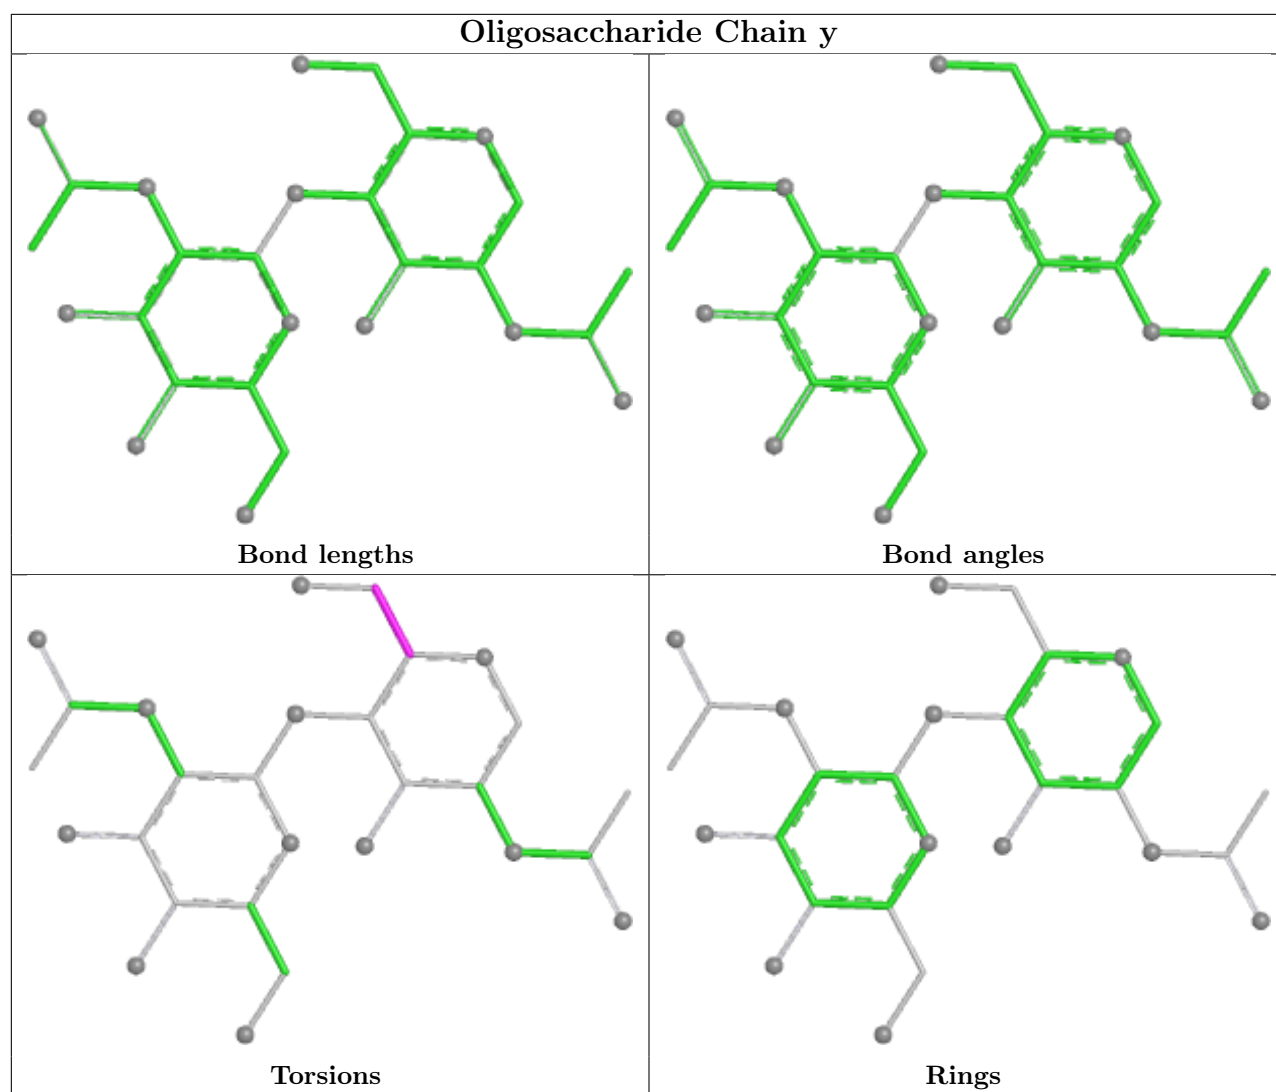 Oligosaccharide Chain y
Bond lengths
Bond angles
Torsions
Rings